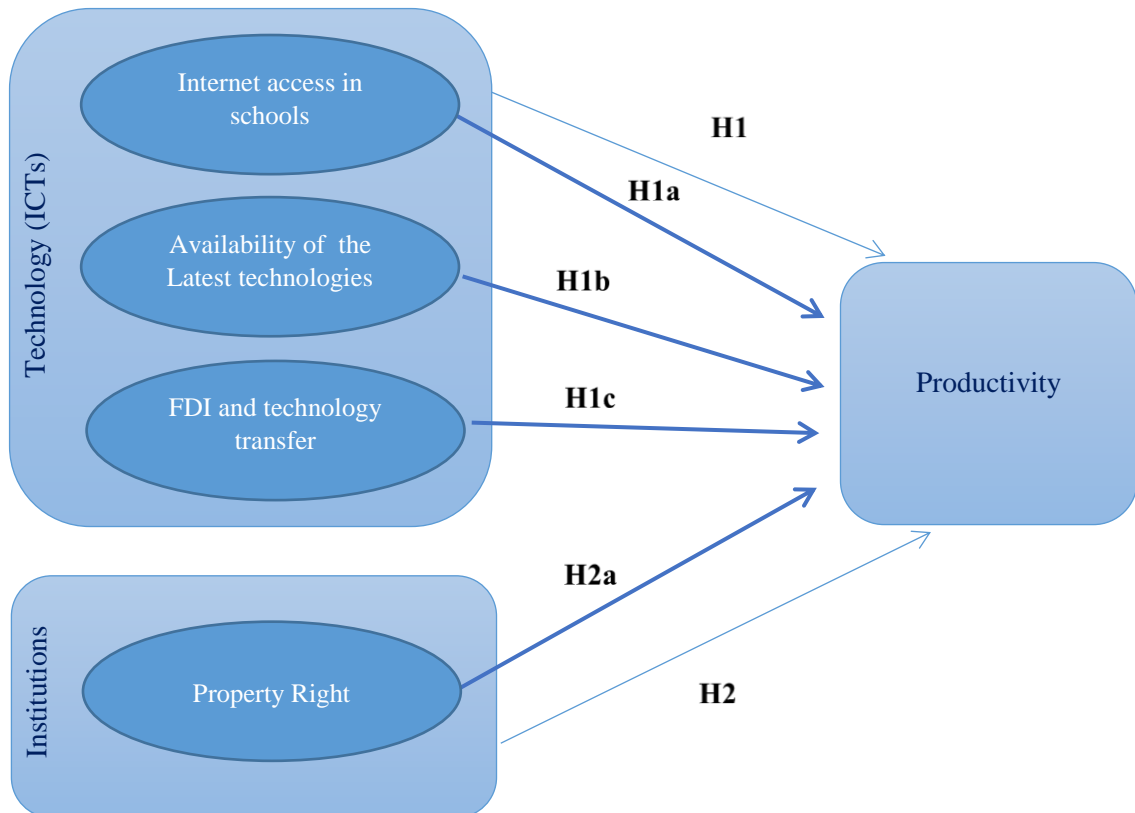 Technology (ICTs)
Internet access in
schools
Availability of the
Latest technologies
FDI and technology
transfer
H1
H1a
H1b
H1c
Productivity
Institutions
Property Right
H2a
H2